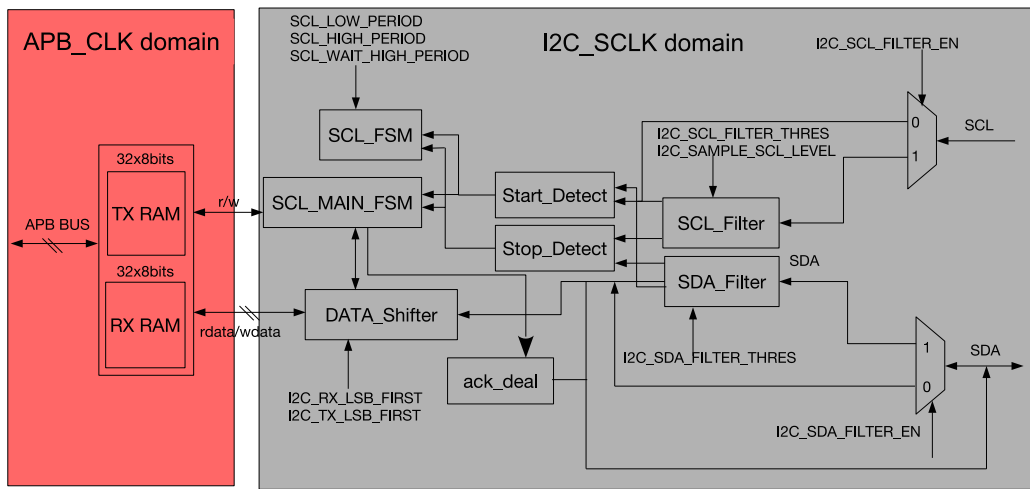 APB_CLK domain
32x8bits
TX RAM
APB BUS
32x8bits
RX RAM
r/w
rdata/wdata
I2C_SCLK domain
SCL_LOW_PERIOD
SCL_HIGH_PERIOD
SCL_WAIT_HIGH_PERIOD
SCL_FSM
SCL_MAIN_FSM
DATA_Shifter
I2C_RX_LSB_FIRST
I2C_TX_LSB_FIRST
Start_Detect
Stop_Detect
ack_deal
I2C_SCL_FILTER_THRES
I2C_SAMPLE_SCL_LEVEL
SCL_Filter
SDA_Filter
I2C_SDA_FILTER_THRES
SDA
I2C_SCL_FILTER_EN
0
1
SCL
1
0
SDA
I2C_SDA_FILTER_EN